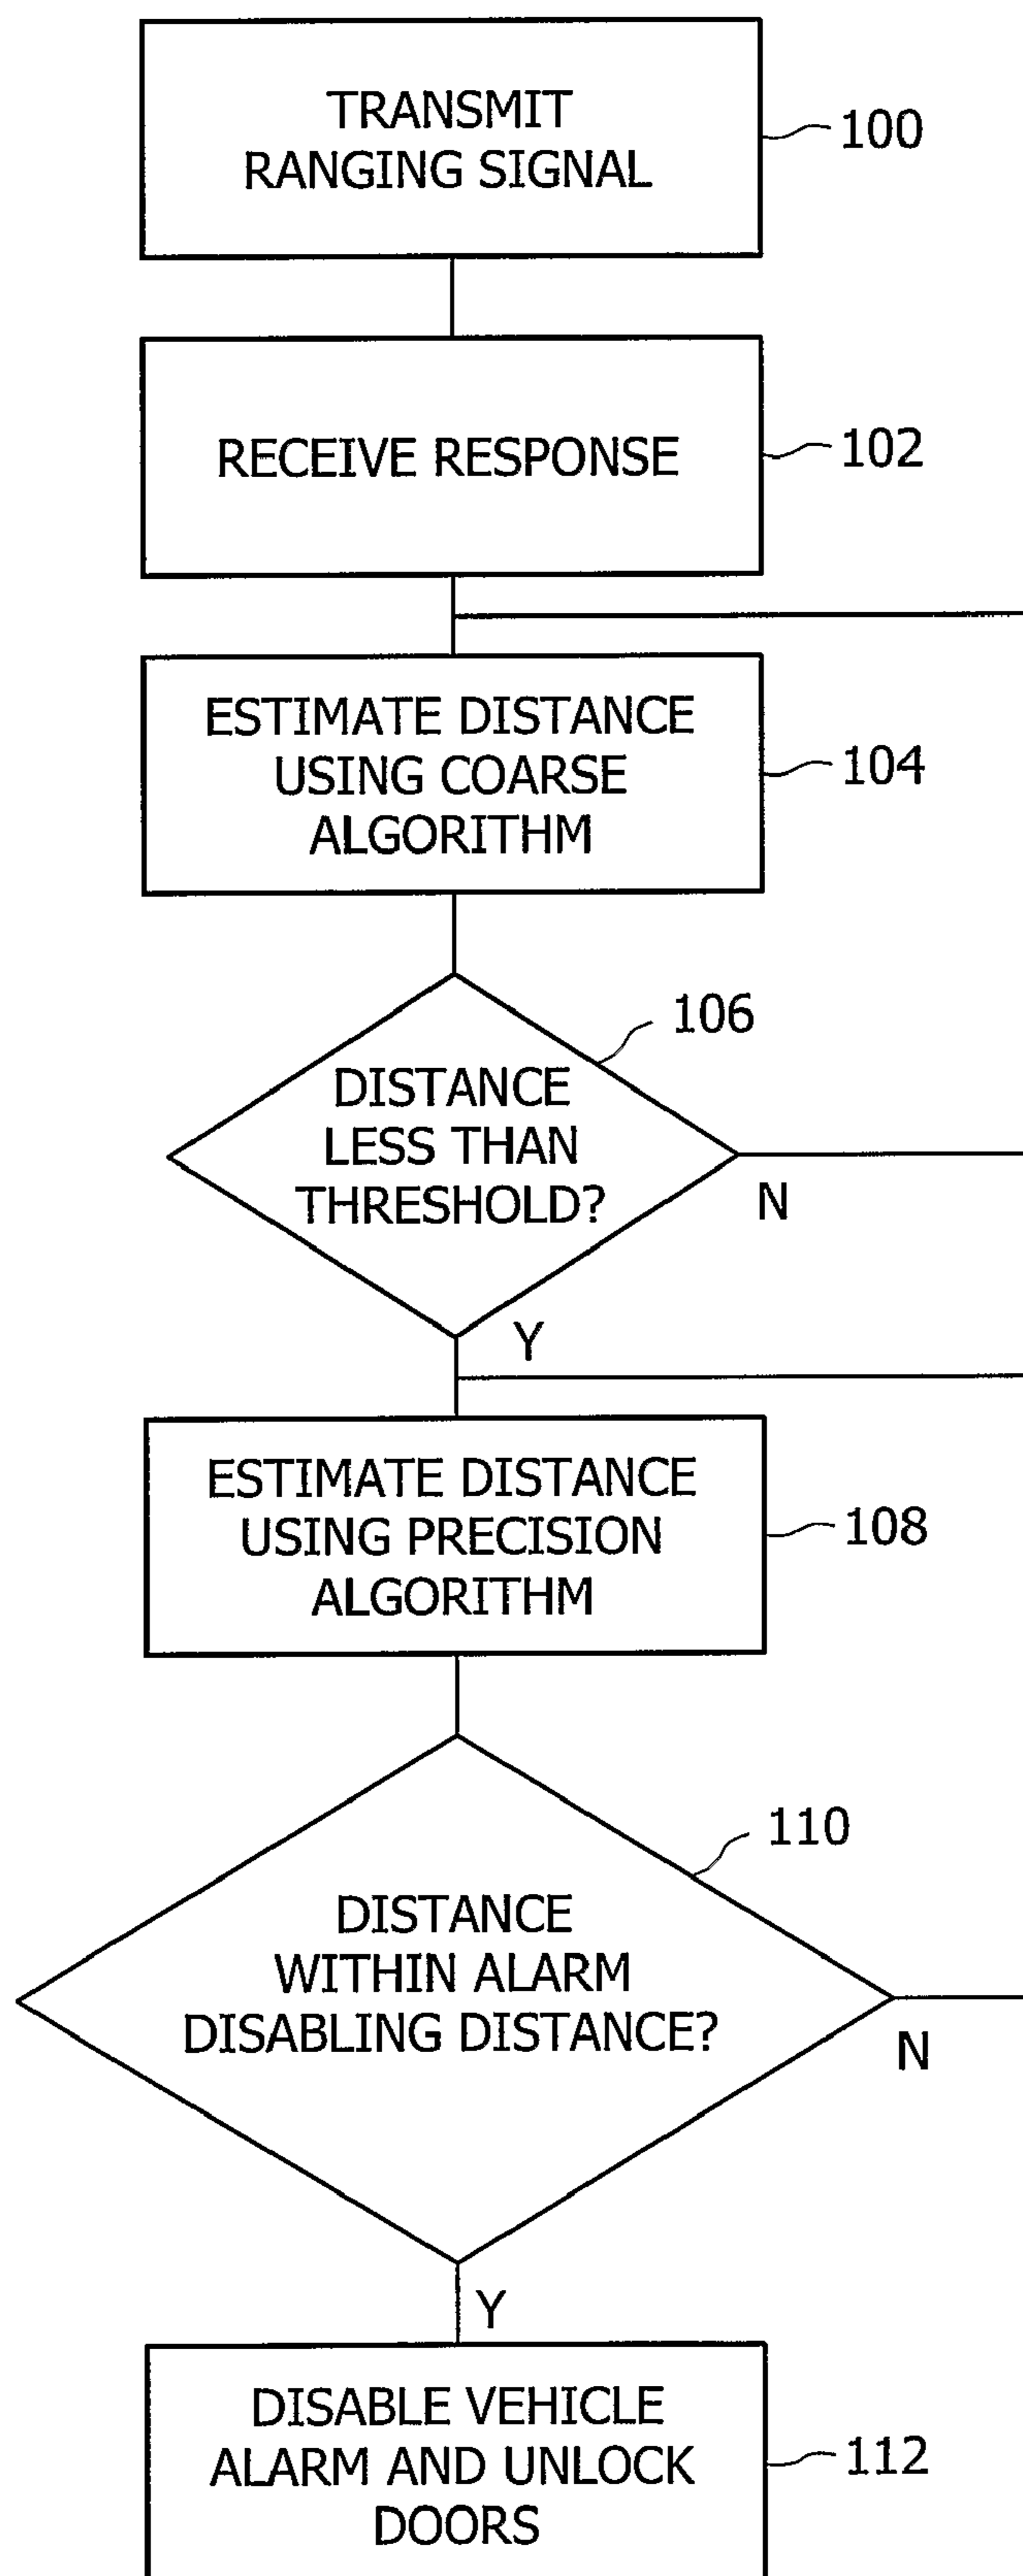 TRANSMIT
RANGING SIGNAL
100
RECEIVE RESPONSE
102
ESTIMATE DISTANCE
USING COARSE
ALGORITHM
104
106
DISTANCE
LESS THAN
THRESHOLD?
N
Y
ESTIMATE DISTANCE
USING PRECISION
ALGORITHM
108
110
DISTANCE
WITHIN ALARM
DISABLING DISTANCE?
N
Y
DISABLE VEHICLE
ALARM AND UNLOCK
DOORS
112